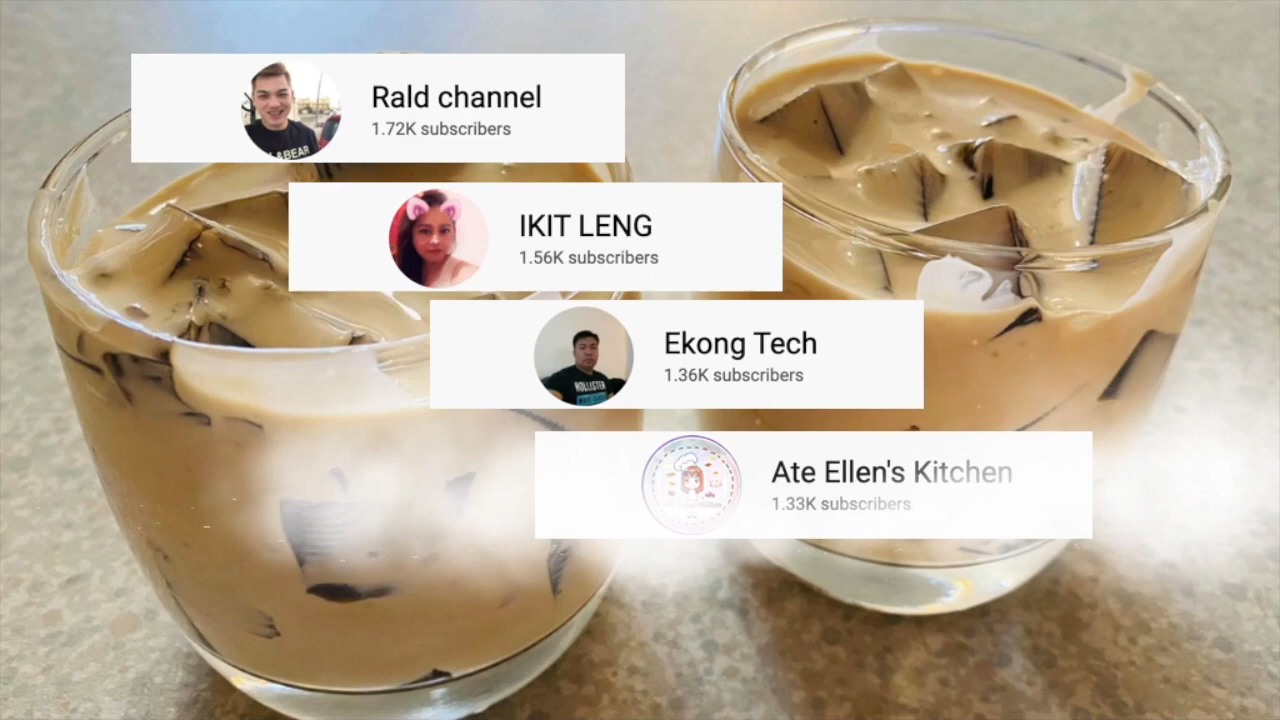 Rald channel
1.72K subscribers
IKIT LENG
1.56K subscribers
HOLLISTER
Ekong Tech
1.36K subscribers
Ate Ellen's Kitchen
1.33K subscribers